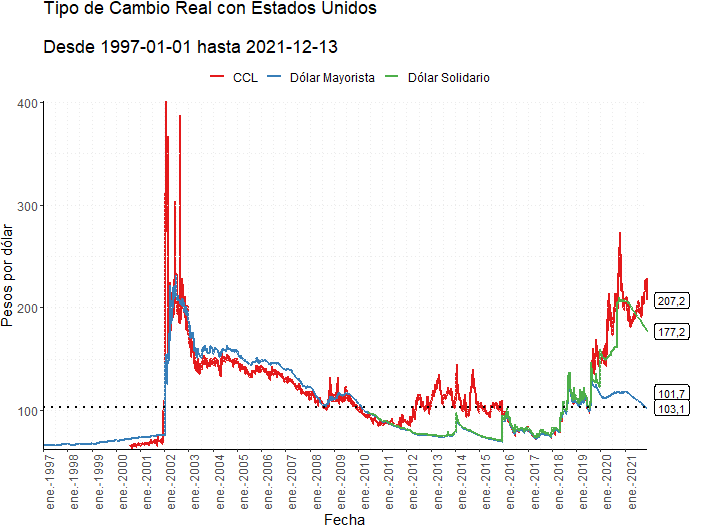 Tipo de Cambio Real con Estados Unidos
Desde 1997-01-01 hasta 2021-12-13
CCL Dólar Mayorista Dólar Solidario
Pesos por dólar
400
300
200
100
207,2
177,2
101,7
103,1
ene.-1997
ene.-1998
ene.-1999
ene.-2000
ene.-2001
ene.-2002
ene.-2003
ene.-2004
ene.-2005
ene.-2006
ene.-2007
ene.-2008
ene.-2009
ene.-2010
ene.-2011
ene.-2012
ene.-2013
ene.-2014
ene.-2015
ene.-2016
ene.-2017
ene.-2018
ene.-2019
ene.-2020
ene.-2021
Fecha